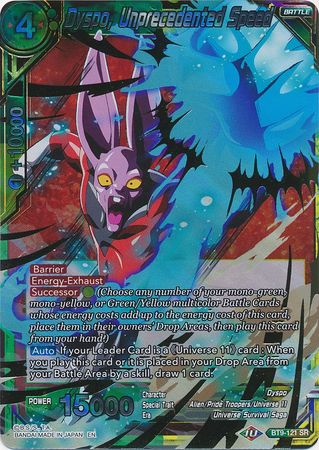 4
Dyspo, Unprecedented Speed
BATTLE
+10000
Barrier
Energy-Exhaust
Successor (Choose any number of your mono-green,
mono-yellow, or Green/Yellow multicolor Battle Cards
whose energy costs add up to the energy cost of this card,
place them in their owners' Drop Areas, then play this card
from your hand!)
Auto If your Leader Card is a《Universe 11》card : When you
play this card or it is placed in your Drop Area from
your Battle Area by a skill, draw 1 card.
POWER 15000
Character Dyspo
Special Trait Alien/Pride Troopers/Universe 11
Era Universe Survival Saga
BANDAI MADE IN JAPAN EN
BT9-121 SR